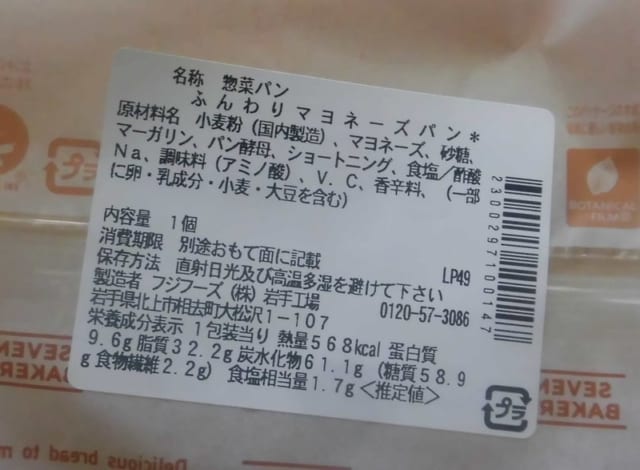 名称 惣菜パン
ふんわりマヨネーズパン*
原材料名 小麦粉(国内製造)、マヨネーズ、砂糖、
マーガリン、パン酵母、ショートニング、食塩／酢酸
Na、調味料(アミノ酸)、V.C、香辛料、(一部
に卵・乳成分・小麦・大豆を含む)
内容量 1個
消費期限 別途おもて面に記載 LP49
保存方法 直射日光及び高温多湿を避けて下さい
製造者 フジフーズ(株)岩手工場 0120-57-3086
岩手県北上市相去町大松沢1-107
栄養成分表示 1包装当り 熱量568kcal 蛋白質
9.6g 脂質32.2g 炭水化物61.1g (糖質58.9
g 食物繊維2.2g) 食塩相当量1.7g<推定値>
2300297100147
プラ
BOTANICAL
SEVEN
BAKER
SEVEN
BAKER
Delicious bread to m